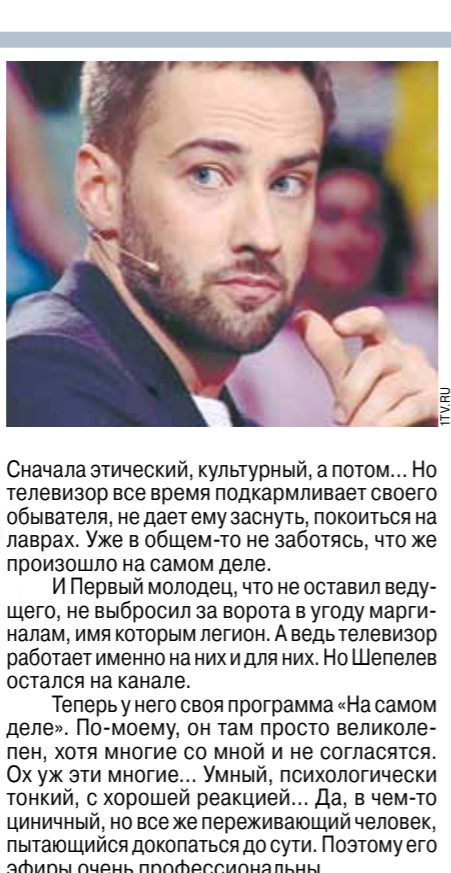 1TV.RU
Сначала этический, культурный, а потом... Но
телевизор все время подкармливает своего
обывателя, не дает ему заснуть, покоиться на
лаврах. Уже в общем-то не заботясь, что же
произошло на самом деле.
И Первый молодец, что не оставил веду-
щего, не выбросил за ворота в угоду марги-
налам, имя которым легион. А ведь телевизор
работает именно на них и для них. Но Шепелев
остался на канале.
Теперь у него своя программа «На самом
деле». По-моему, он там просто великоле-
пен, хотя многие со мной и не согласятся.
Ох уж эти многие... Умный, психологически
тонкий, с хорошей реакцией... Да, в чем-то
циничный, но все же переживающий человек,
пытающийся докопаться до сути. Поэтому его
эфиры очень профессиональны